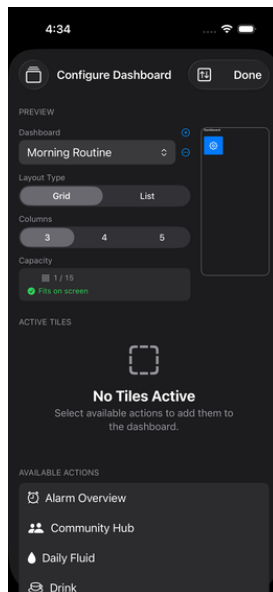 4:34
Configure Dashboard
Done
PREVIEW
Dashboard
Dashboard
Morning Routine
Layout Type
Grid
List
Columns
3
4
5
Capacity
1 / 15
Fits on screen
ACTIVE TILES
No Tiles Active
Select available actions to add them to
the dashboard.
AVAILABLE ACTIONS
Alarm Overview
Community Hub
Daily Fluid
Drink